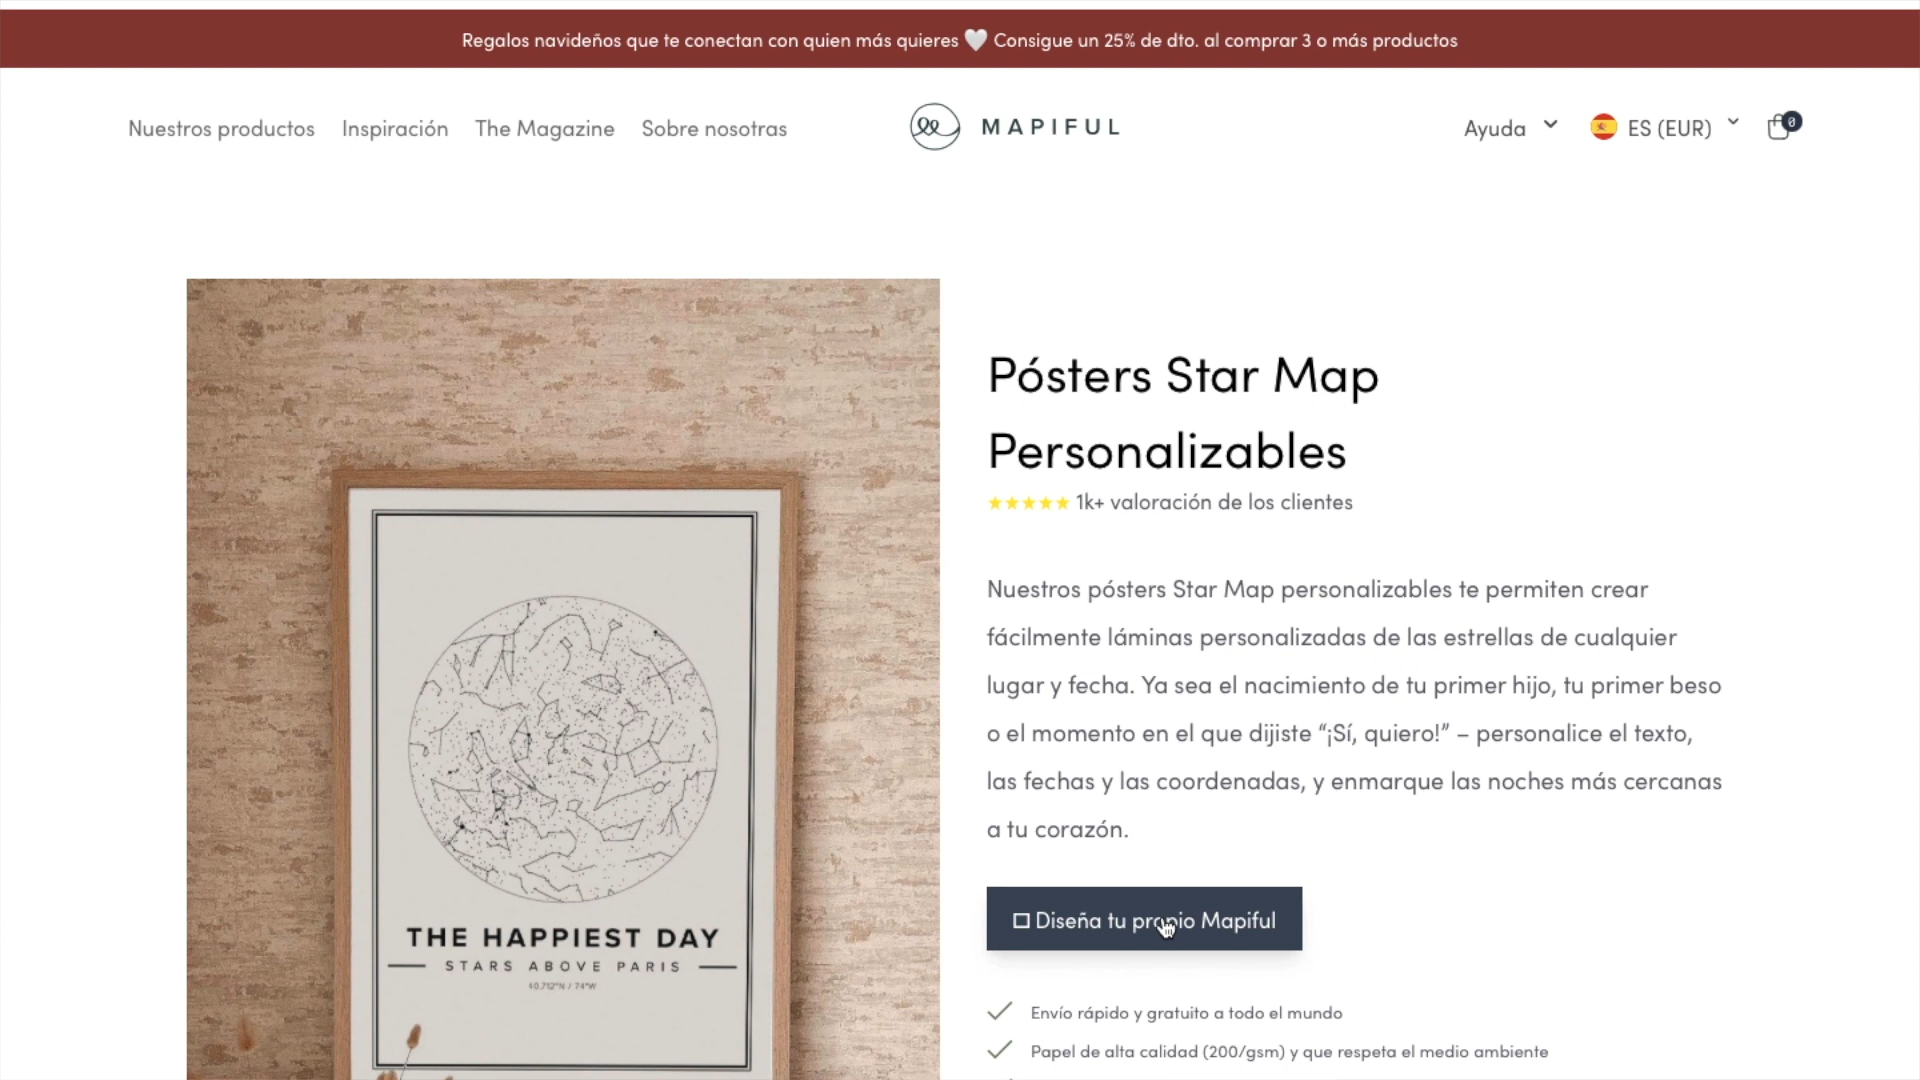 Regalos navideños que te conectan con quien más quieres 🤍 Consigue un 25% de dto. al comprar 3 o más productos
Nuestros productos Inspiración The Magazine Sobre nosotras
MAPIFUL
Ayuda ES (EUR) 0
Pósters Star Map
Personalizables
★★★★★ 1k+ valoración de los clientes
Nuestros pósters Star Map personalizables te permiten crear
fácilmente láminas personalizadas de las estrellas de cualquier
lugar y fecha. Ya sea el nacimiento de tu primer hijo, tu primer beso
o el momento en el que dijiste “¡Sí, quiero!” – personalice el texto,
las fechas y las coordenadas, y enmarque las noches más cercanas
a tu corazón.
Diseña tu propio Mapiful
Envío rápido y gratuito a todo el mundo
Papel de alta calidad (200/gsm) y que respeta el medio ambiente
THE HAPPIEST DAY
STARS ABOVE PARIS
40,712°N / 74°W